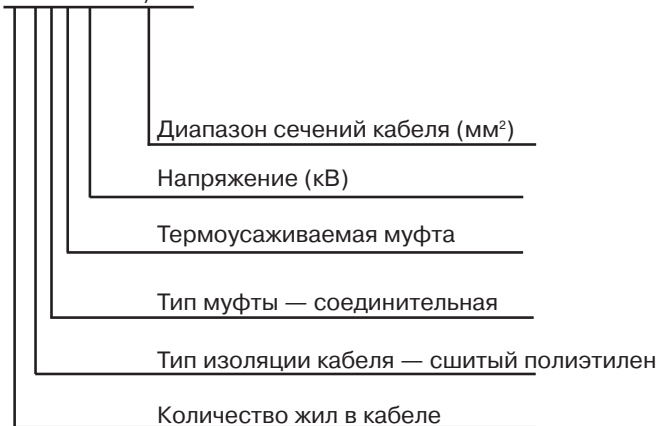 Диапазон сечений кабеля (мм²)
Напряжение (кВ)
Термоусаживаемая муфта
Тип муфты — соединительная
Тип изоляции кабеля — сшитый полиэтилен
Количество жил в кабеле